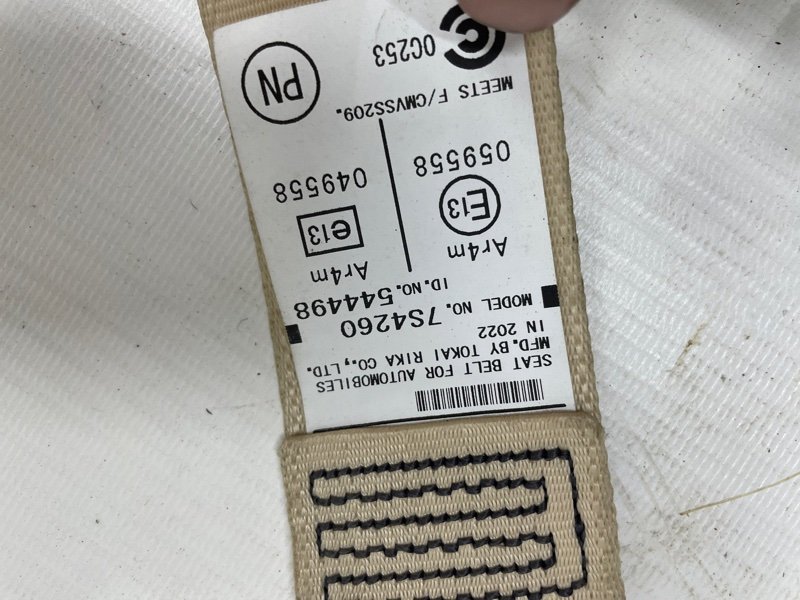 SEAT BELT FOR AUTOMOBILES
MFD.BY TOKAI RIKA CO.,LTD.
IN 2022
MODEL NO. 7S4260
ID.NO. 544498
Ar4m
E13
059558
Ar4m
e13
049558
MEETS F/CMVSS209.
0C253
PN